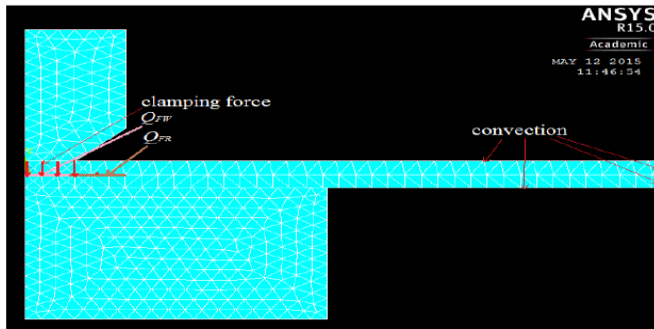 ANSYS
R15.0
Academic
MAY 12 2015
11:46:54
clamping force
QFW
QFR
convection